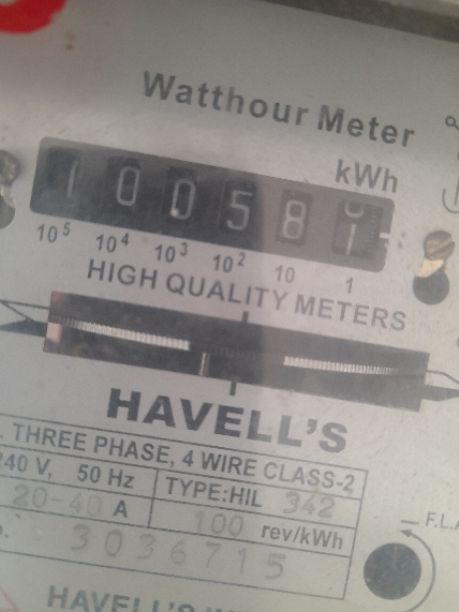 Watthour Meter
kWh
1 0 0 5 8 1
10⁵ 10⁴ 10³ 10² 10 1
HIGH QUALITY METERS
HAVELL'S
THREE PHASE, 4 WIRE CLASS-2
240 V, 50 Hz TYPE:HIL 342
20-40 A 100 rev/kWh
3036715
F.L.
HAVELL'S